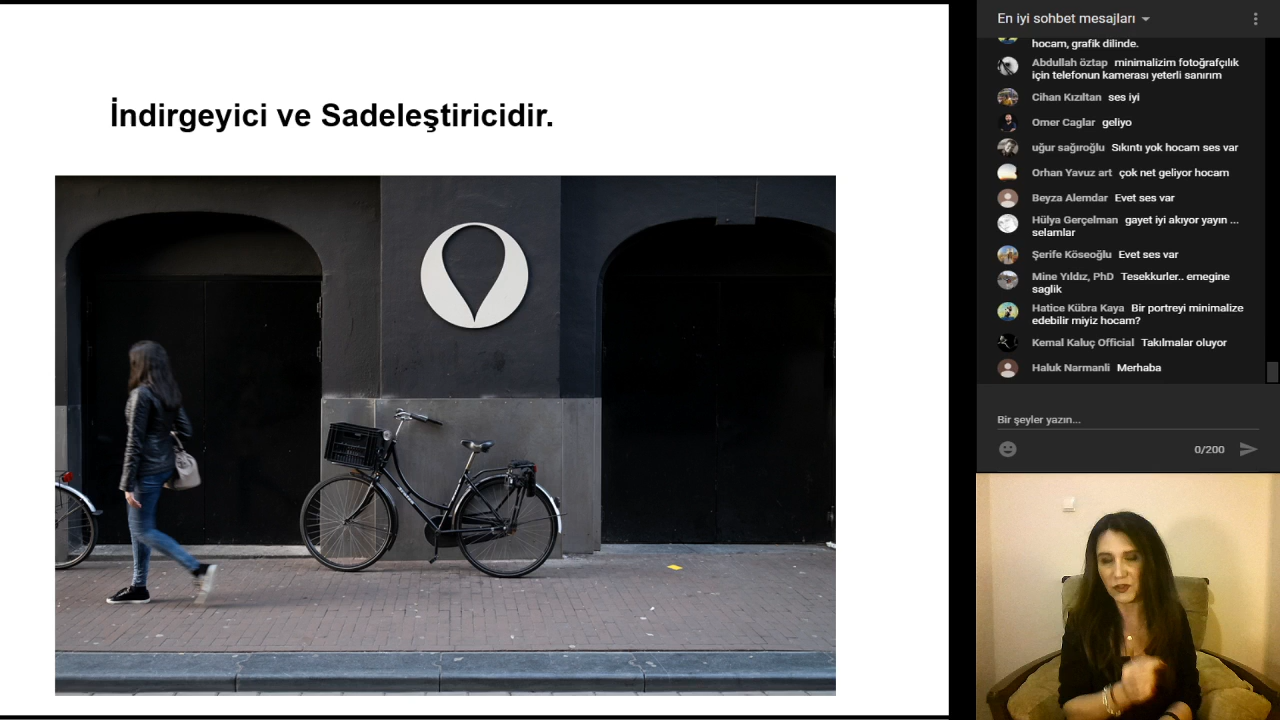 İndirgeyici ve Sadeleştiricidir.
En iyi sohbet mesajları
hocam, grafik dilinde.
Abdullah öztap minimalizim fotoğrafçılık
için telefonun kamerası yeterli sanırım
Cihan Kızıltan ses iyi
Omer Caglar geliyo
uğur sağıroğlu Sıkıntı yok hocam ses var
Orhan Yavuz art çok net geliyor hocam
Beyza Alemdar Evet ses var
Hülya Gerçelman gayet iyi akıyor yayın ...
selamlar
Şerife Köseoğlu Evet ses var
Mine Yıldız, PhD Tesekkurler.. emegine
saglik
Hatice Kübra Kaya Bir portreyi minimalize
edebilir miyiz hocam?
Kemal Kaluç Official Takılmalar oluyor
Haluk Narmanli Merhaba
Bir şeyler yazın...
0/200